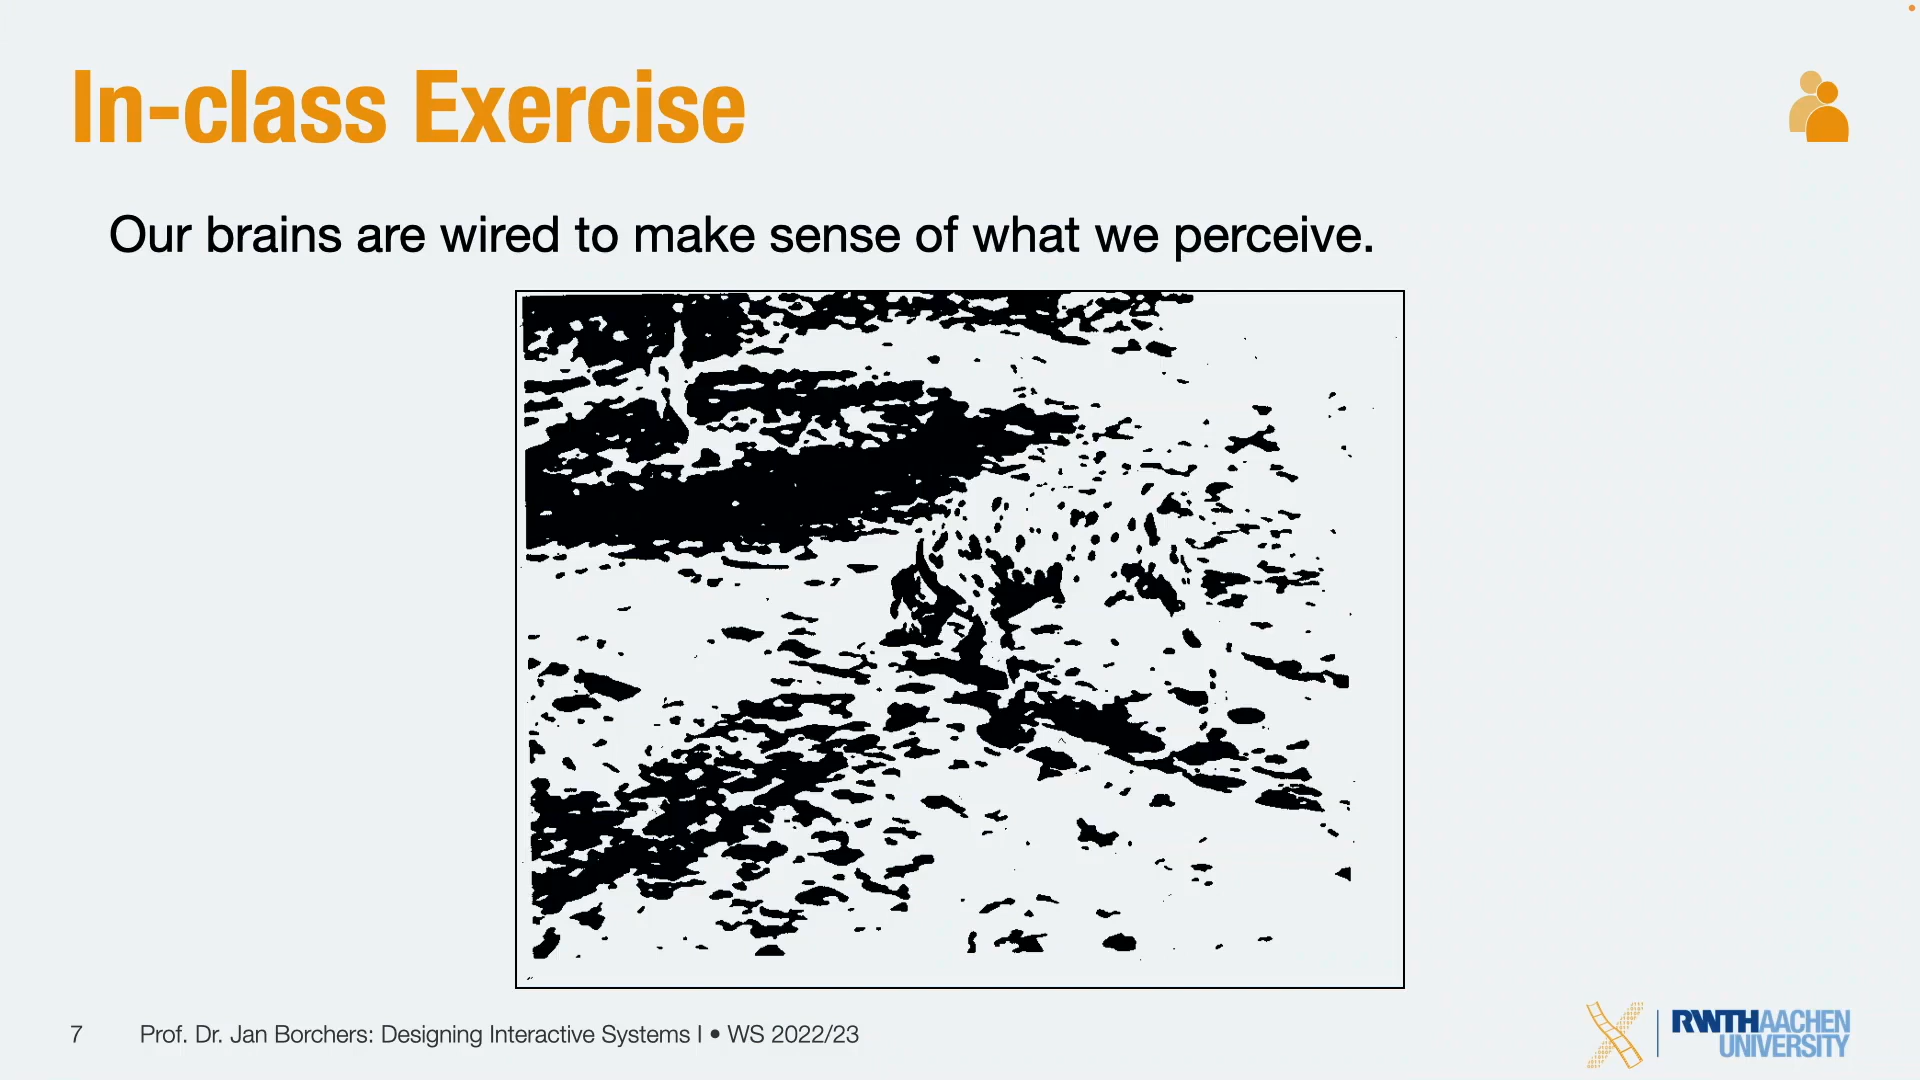 In-class Exercise
Our brains are wired to make sense of what we perceive.
7 Prof. Dr. Jan Borchers: Designing Interactive Systems I • WS 2022/23
RWTHAACHEN
UNIVERSITY